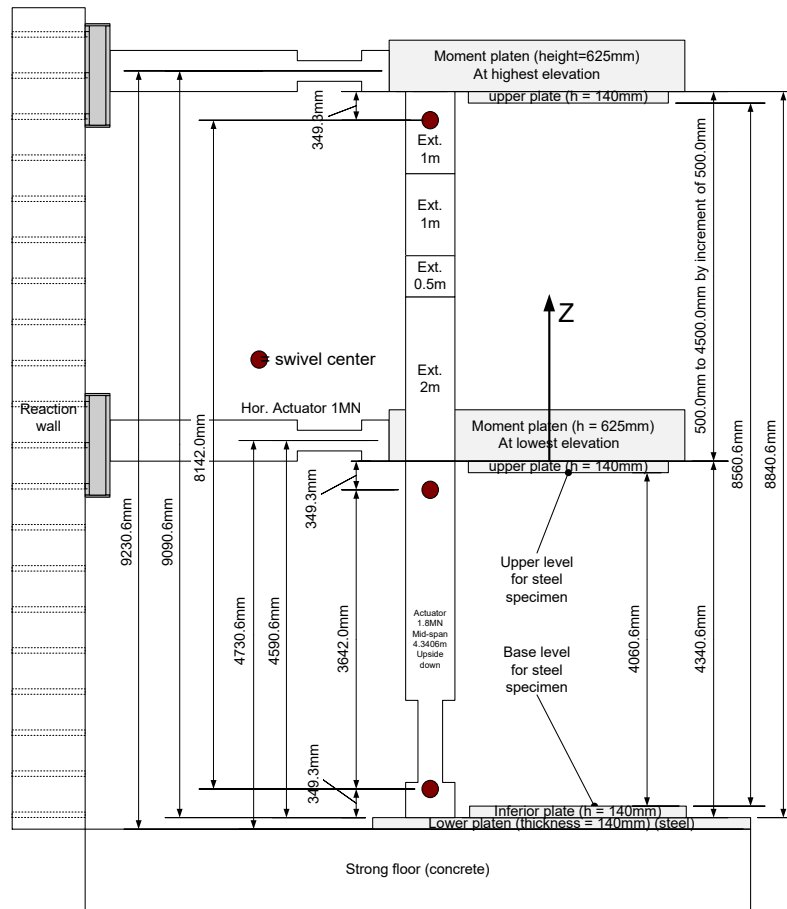 Moment platen (height=625mm)
At highest elevation
upper plate (h = 140mm)
349.3mm
Ext.
1m
Ext.
1m
Ext.
0.5m
Z
swivel center
Ext.
2m
500.0mm to 4500.0mm by increment of 500.0mm
8560.6mm
8840.6mm
Reaction
wall
Hor. Actuator 1MN
Moment platen (h = 625mm)
At lowest elevation
upper plate (h = 140mm)
8142.0mm
9230.6mm
9090.6mm
349.3mm
4730.6mm
4590.6mm
3642.0mm
Upper level
for steel
specimen
Actuator
1.8MN
Mid-span
4.3406m
Upside
down
Base level
for steel
specimen
4060.6mm
4340.6mm
349.3mm
Inferior plate (h = 140mm)
Lower platen (thickness = 140mm) (steel)
Strong floor (concrete)